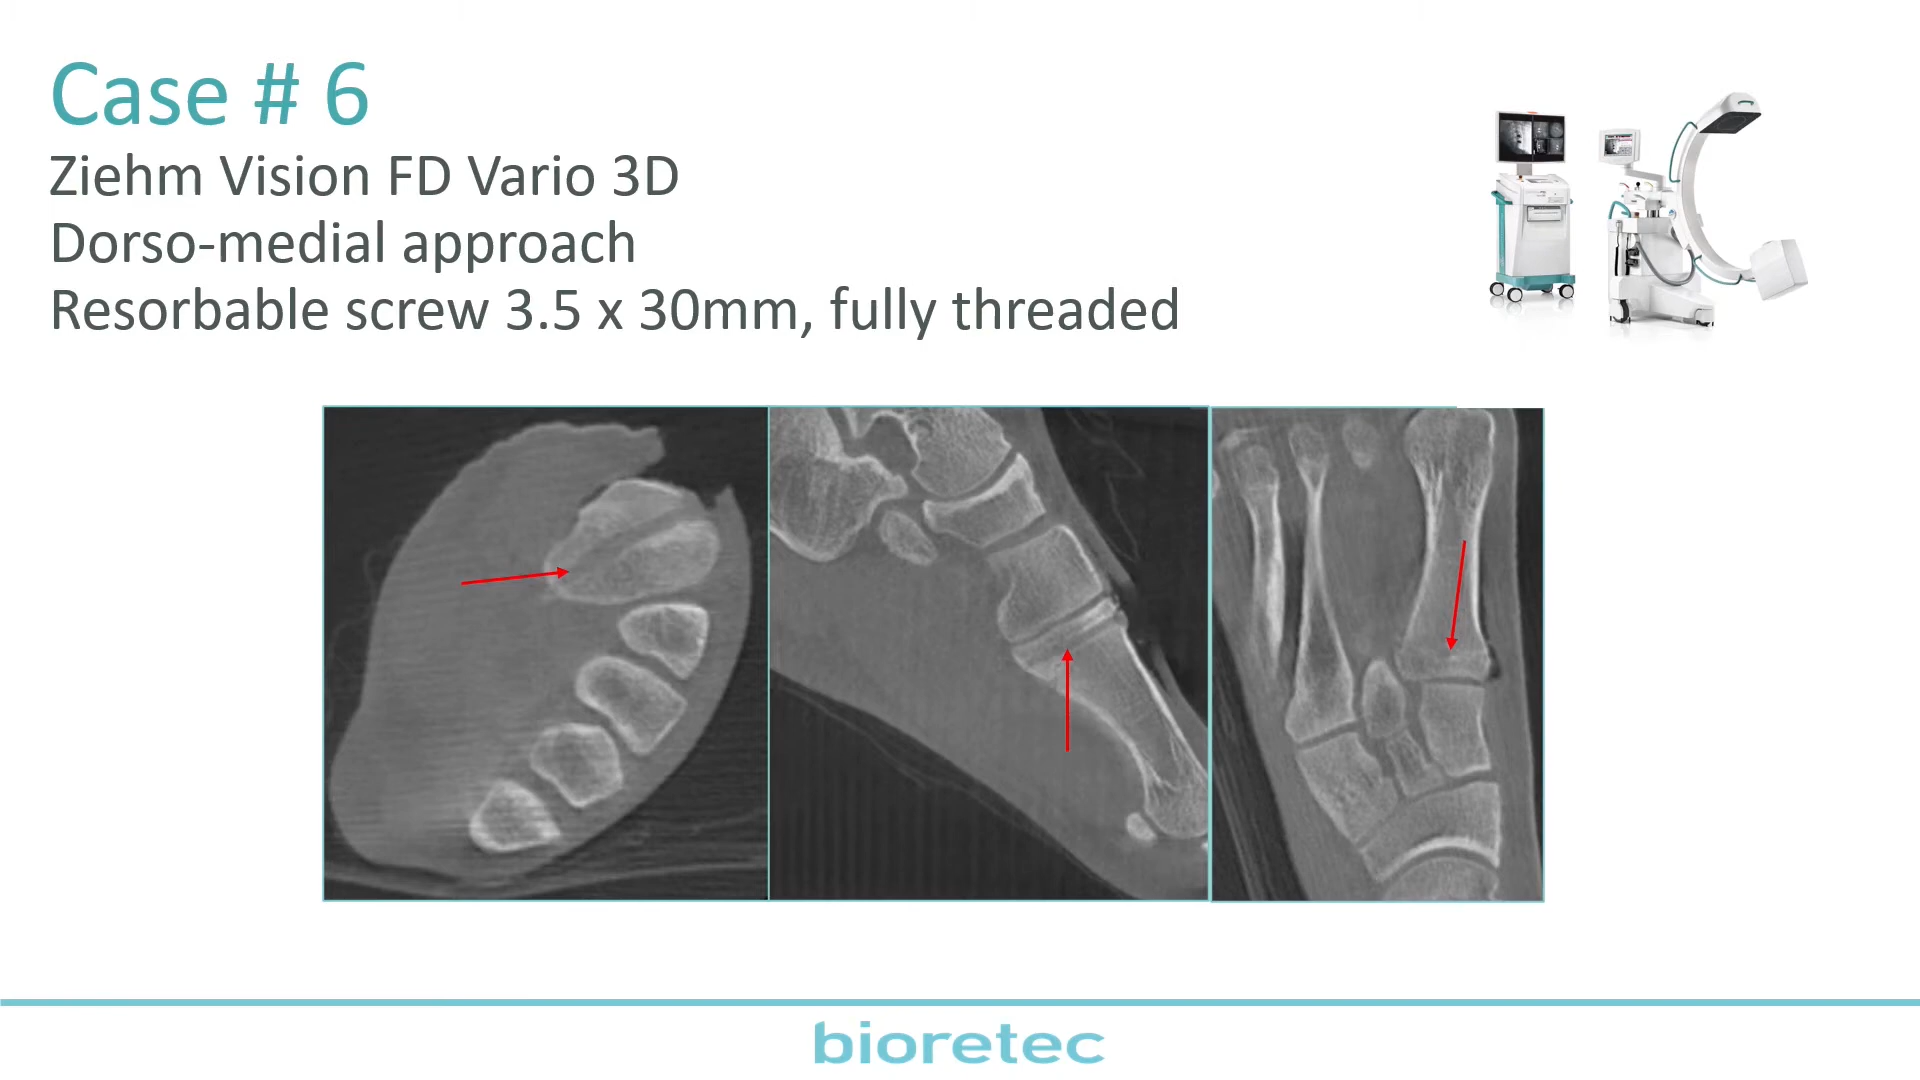 Case # 6
Ziehm Vision FD Vario 3D
Dorso-medial approach
Resorbable screw 3.5 x 30mm, fully threaded
bioretec